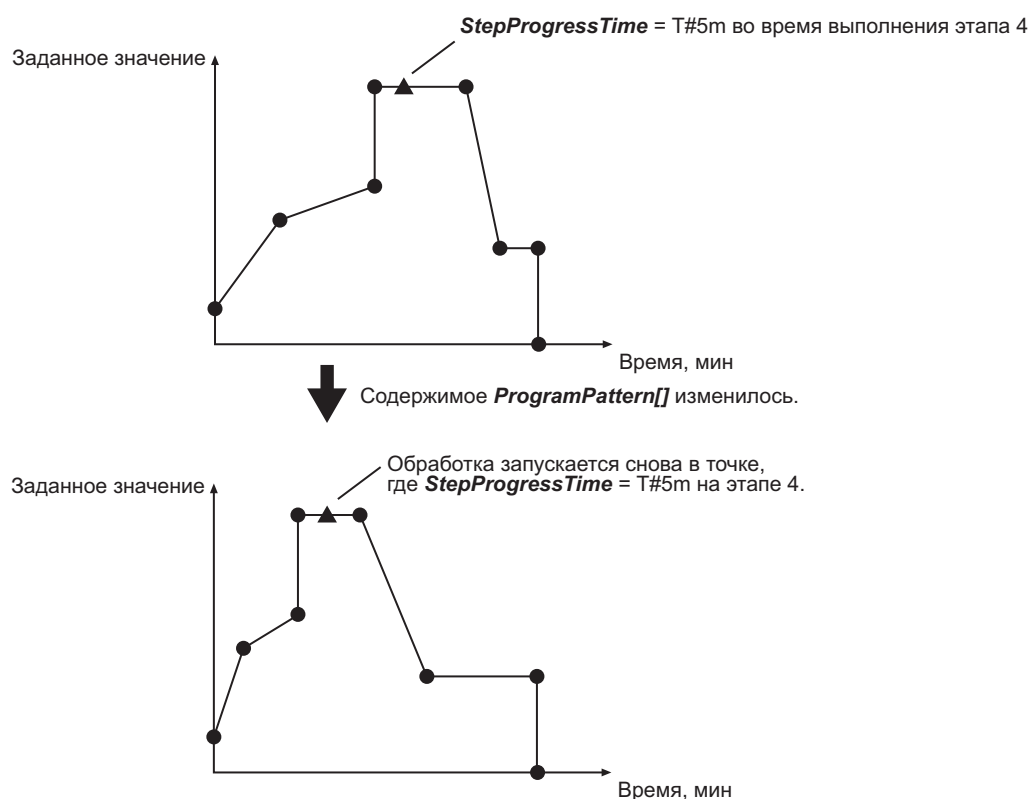 StepProgressTime = T#5m во время выполнения этапа 4
Заданное значение
Время, мин
Содержимое ProgramPattern[] изменилось.
Обработка запускается снова в точке,
где StepProgressTime = T#5m на этапе 4.
Заданное значение
Время, мин